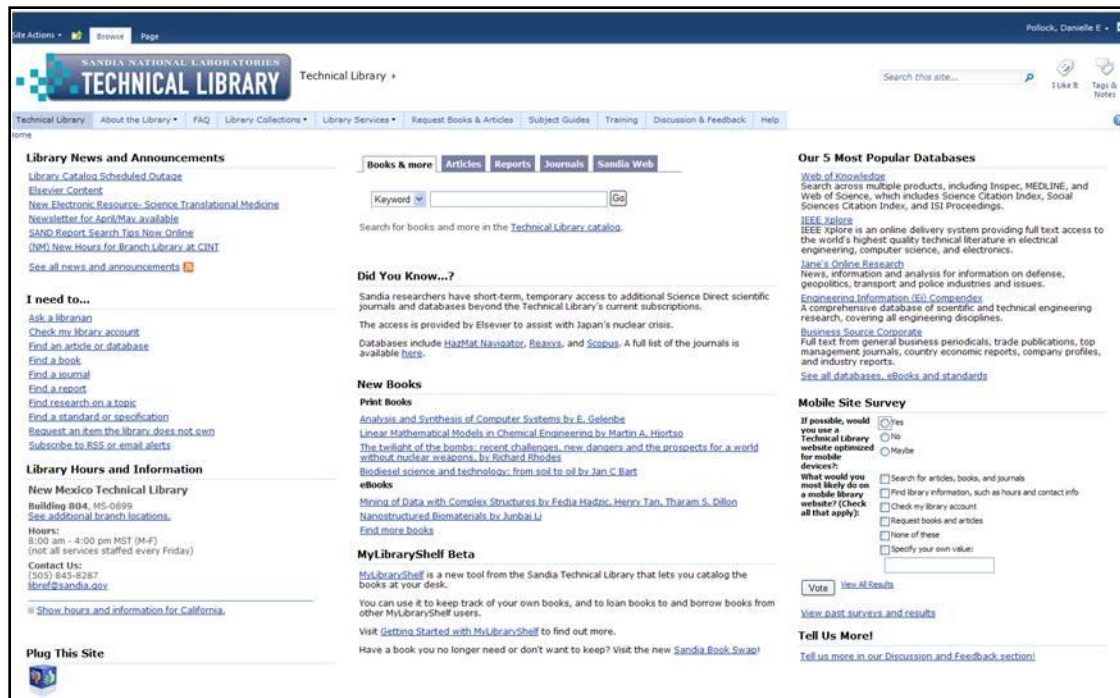 Site Actions
Browse
Page
Pollock, Danielle E
SANDIA NATIONAL LABORATORIES
TECHNICAL LIBRARY
Technical Library
Search this site...
I Like It
Tags &
Notes
Technical Library
About the Library
FAQ
Library Collections
Library Services
Request Books & Articles
Subject Guides
Training
Discussion & Feedback
Help
Home
Library News and Announcements
Library Catalog Scheduled Outage
Elsevier Content
New Electronic Resource- Science Translational Medicine
Newsletter for April/May available
SAND Report Search Tips Now Online
(NM) New Hours for Branch Library at CINT
See all news and announcements
I need to...
Ask a librarian
Check my library account
Find an article or database
Find a book
Find a journal
Find a report
Find research on a topic
Find a standard or specification
Request an item the library does not own
Subscribe to RSS or email alerts
Library Hours and Information
New Mexico Technical Library
Building 804, MS-0899
See additional branch locations.
Hours:
8:00 am - 4:00 pm MST (M-F)
(not all services staffed every Friday)
Contact Us:
(505) 845-8287
libref@sandia.gov
Show hours and information for California.
Plug This Site
Books & more
Articles
Reports
Journals
Sandia Web
Keyword
Go
Search for books and more in the Technical Library catalog.
Did You Know...?
Sandia researchers have short-term, temporary access to additional Science Direct scientific
journals and databases beyond the Technical Library's current subscriptions.
The access is provided by Elsevier to assist with Japan's nuclear crisis.
Databases include HazMat Navigator, Reaxys, and Scopus. A full list of the journals is
available here.
New Books
Print Books
Analysis and Synthesis of Computer Systems by E. Gelenbe
Linear Mathematical Models in Chemical Engineering by Martin A. Hjortso
The twilight of the bombs: recent challenges, new dangers and the prospects for a world
without nuclear weapons, by Richard Rhodes
Biodiesel science and technology: from soil to oil by Jan C Bart
eBooks
Mining of Data with Complex Structures by Fedja Hadzic, Henry Tan, Tharam S. Dillon
Nanostructured Biomaterials by Junbai Li
Find more books
MyLibraryShelf Beta
MyLibraryShelf is a new tool from the Sandia Technical Library that lets you catalog the
books at your desk.
You can use it to keep track of your own books, and to loan books to and borrow books from
other MyLibraryShelf users.
Visit Getting Started with MyLibraryShelf to find out more.
Have a book you no longer need or don't want to keep? Visit the new Sandia Book Swap!
Our 5 Most Popular Databases
Web of Knowledge
Search across multiple products, including Inspec, MEDLINE, and
Web of Science, which includes Science Citation Index, Social
Sciences Citation Index, and ISI Proceedings.
IEEE Xplore
IEEE Xplore is an online delivery system providing full text access to
the world's highest quality technical literature in electrical
engineering, computer science, and electronics.
Jane's Online Research
News, information and analysis for information on defense,
geopolitics, transport and police industries and issues.
Engineering Information (Ei) Compendex
A comprehensive database of scientific and technical engineering
research, covering all engineering disciplines.
Business Source Corporate
Full text from general business periodicals, trade publications, top
management journals, country economic reports, company profiles,
and industry reports.
See all databases, eBooks and standards
Mobile Site Survey
If possible, would
you use a
Technical Library
website optimized
for mobile
devices?:
Yes
No
Maybe
What would you
most likely do on
a mobile library
website? (Check
all that apply):
Search for articles, books, and journals
Find library information, such as hours and contact info
Check my library account
Request books and articles
None of these
Specify your own value:
Vote
View All Results
View past surveys and results
Tell Us More!
Tell us more in our Discussion and Feedback section!